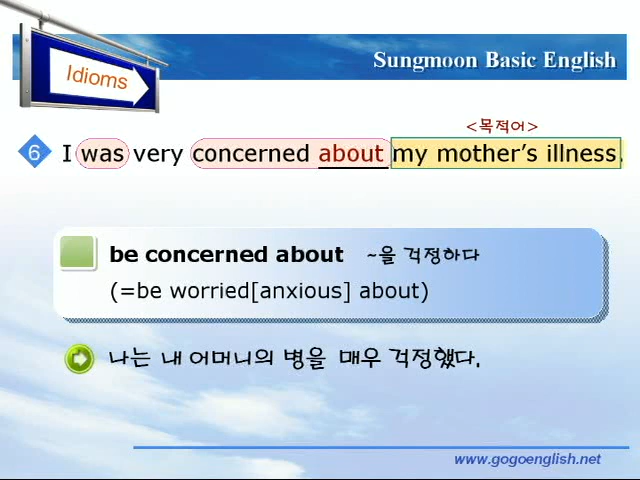 Idioms
Sungmoon Basic English
<목적어>
6 I was very concerned about my mother's illness.
be concerned about ~을 걱정하다
(=be worried[anxious] about)
나는 내 어머니의 병을 매우 걱정했다.
www.gogoenglish.net